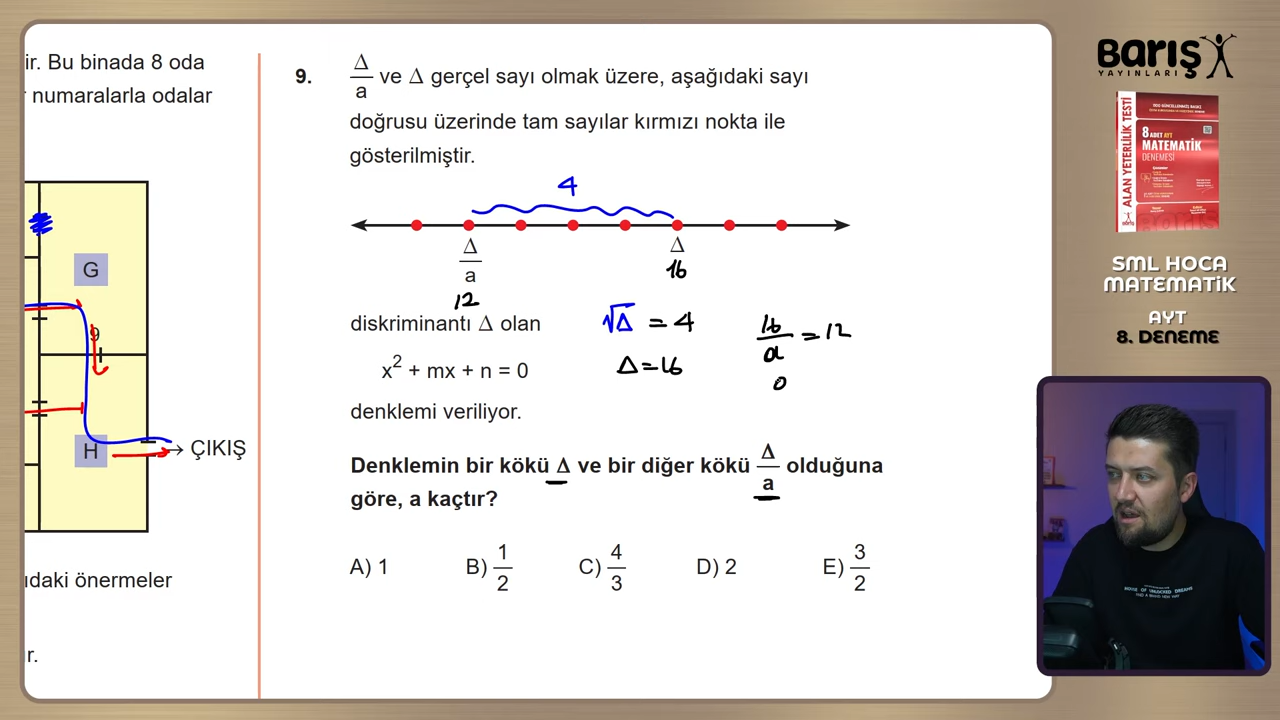 ir. Bu binada 8 oda
numaralarla odalar
G
9
H
→ ÇIKIŞ
ıdaki önermeler
ır.
9. Δ/a ve Δ gerçel sayı olmak üzere, aşağıdaki sayı
doğrusu üzerinde tam sayılar kırmızı nokta ile
gösterilmiştir.
4
Δ/a Δ
12 16
diskriminantı Δ olan
x² + mx + n = 0
denklemi veriliyor.
√Δ = 4
Δ = 16
16/a = 12
Denklemin bir kökü Δ ve bir diğer kökü Δ/a olduğuna
göre, a kaçtır?
A) 1 B) 1/2 C) 4/3 D) 2 E) 3/2
Barış
YAYINLARI
ALAN YETERLİLİK TESTİ
8 ADET AYT
MATEMATİK
DENEMESİ
SML HOCA
MATEMATİK
AYT
8. DENEME